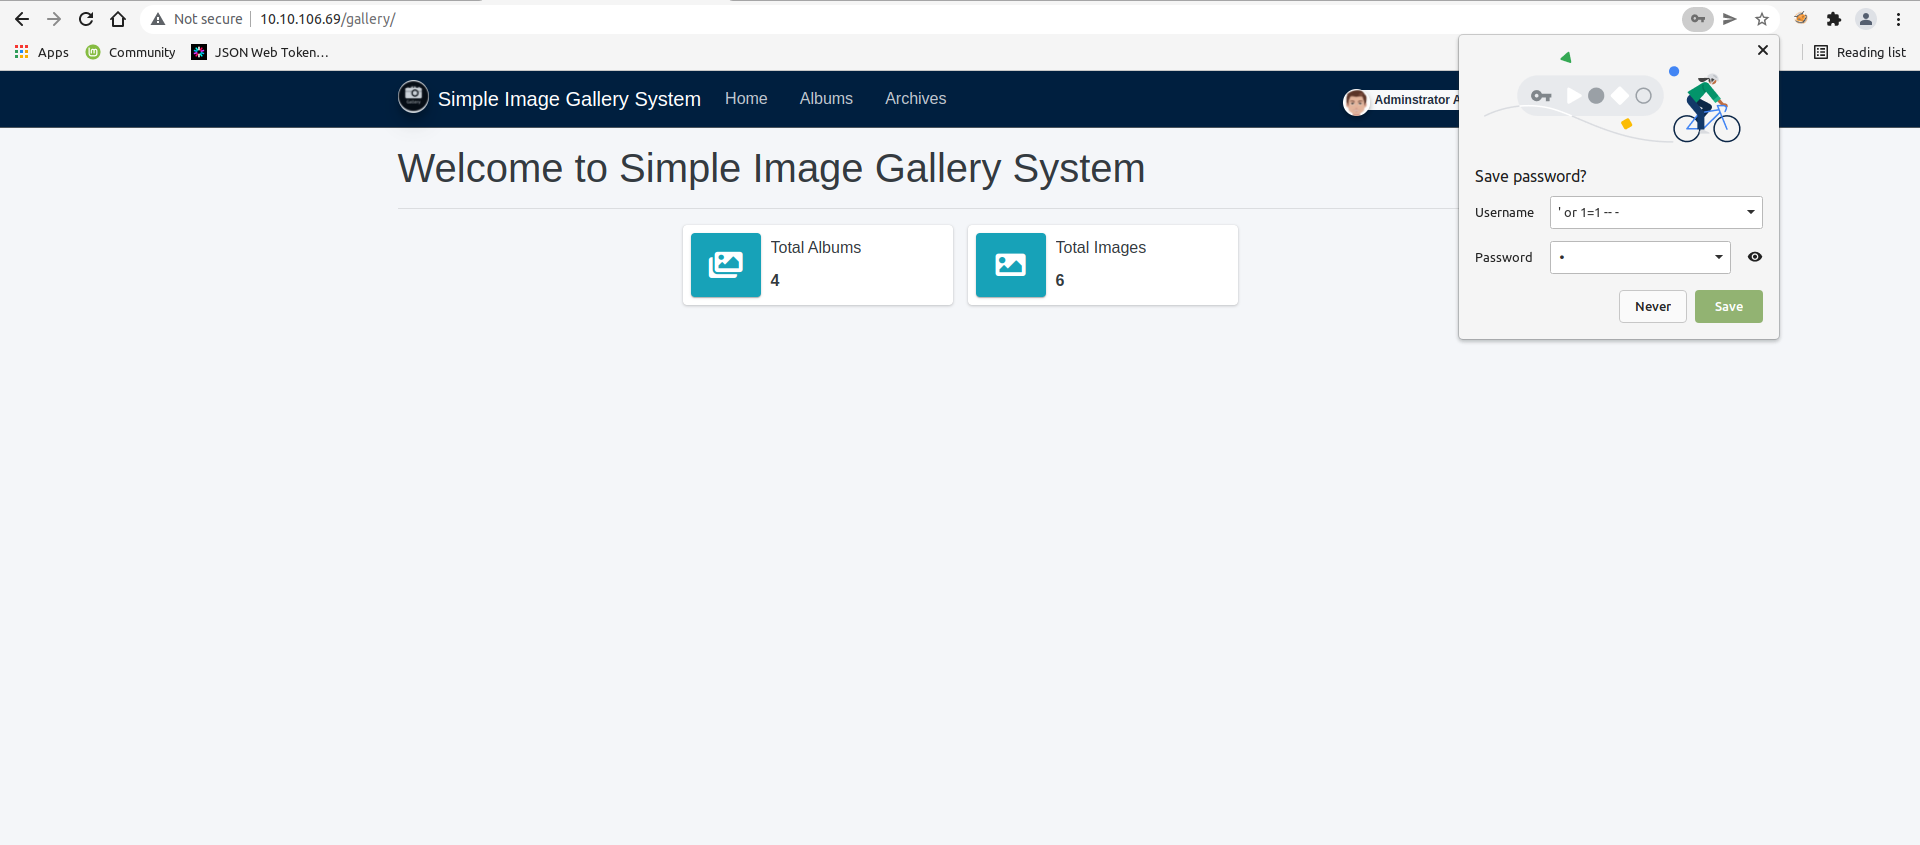 Not secure 10.10.106.69/gallery/
Apps Community JSON Web Token... Reading list
Simple Image Gallery System Home Albums Archives Adminstrator A
Welcome to Simple Image Gallery System
Total Albums
4
Total Images
6
Save password?
Username ' or 1=1 -- -
Password •
Never Save